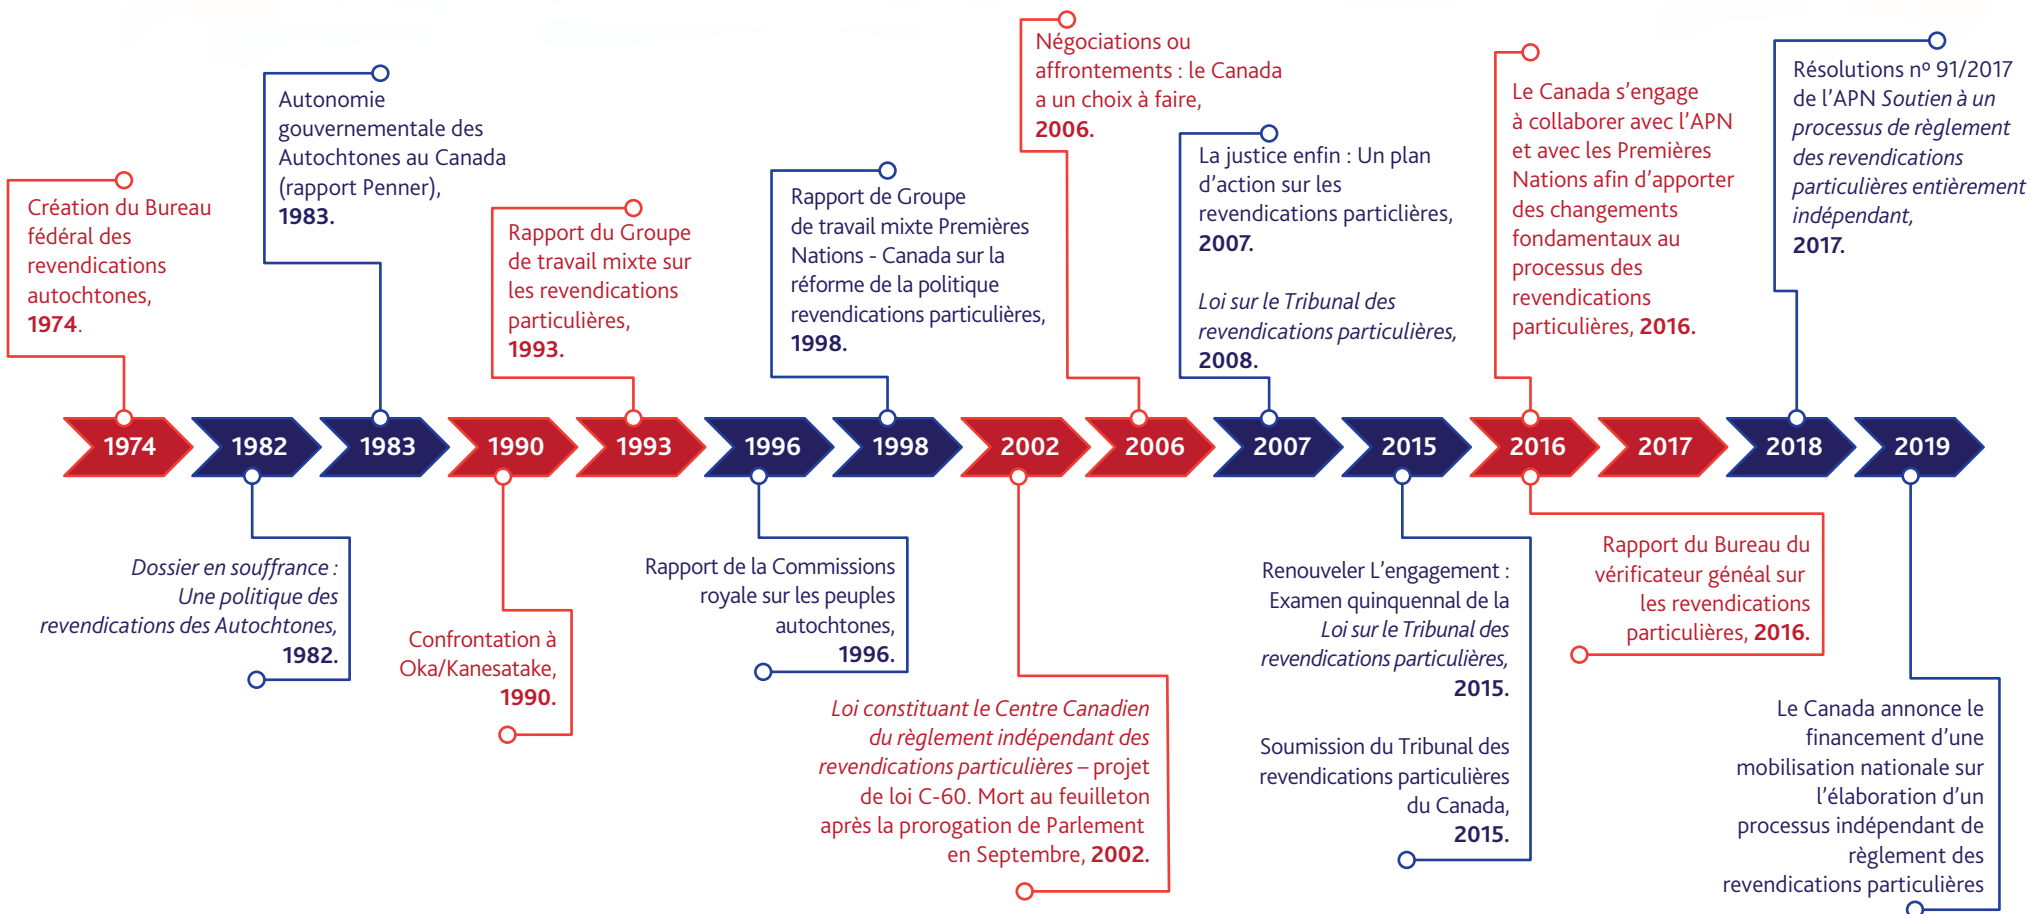 Création du Bureau
fédéral des
revendications
autochtones,
1974.
Autonomie
gouvernementale des
Autochtones au Canada
(rapport Penner),
1983.
Rapport du Groupe
de travail mixte sur
les revendications
particulières,
1993.
Rapport de Groupe
de travail mixte Premières
Nations - Canada sur la
réforme de la politique
revendications particulières,
1998.
Négociations ou
affrontements : le Canada
a un choix à faire,
2006.
La justice enfin : Un plan
d’action sur les
revendications particlières,
2007.
Loi sur le Tribunal des
revendications particulières,
2008.
Le Canada s’engage
à collaborer avec l’APN
et avec les Premières
Nations afin d’apporter
des changements
fondamentaux au
processus des
revendications
particulières, 2016.
Résolutions nº 91/2017
de l’APN Soutien à un
processus de règlement
des revendications
particulières entièrement
indépendant,
2017.
1974
1982
1983
1990
1993
1996
1998
2002
2006
2007
2015
2016
2017
2018
2019
Dossier en souffrance :
Une politique des
revendications des Autochtones,
1982.
Confrontation à
Oka/Kanesatake,
1990.
Rapport de la Commissions
royale sur les peuples
autochtones,
1996.
Loi constituant le Centre Canadien
du règlement indépendant des
revendications particulières – projet
de loi C-60. Mort au feuilleton
après la prorogation de Parlement
en Septembre, 2002.
Renouveler L’engagement :
Examen quinquennal de la
Loi sur le Tribunal des
revendications particulières,
2015.
Soumission du Tribunal des
revendications particulières
du Canada,
2015.
Rapport du Bureau du
vérificateur généal sur
les revendications
particulières, 2016.
Le Canada annonce le
financement d’une
mobilisation nationale sur
l’élaboration d’un
processus indépendant de
règlement des
revendications particulières